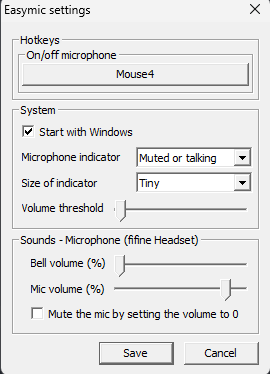 Easymic settings
Hotkeys
On/off microphone
Mouse4
System
Start with Windows
Microphone indicator Muted or talking
Size of indicator Tiny
Volume threshold
Sounds - Microphone (fifine Headset)
Bell volume (%)
Mic volume (%)
Mute the mic by setting the volume to 0
Save Cancel